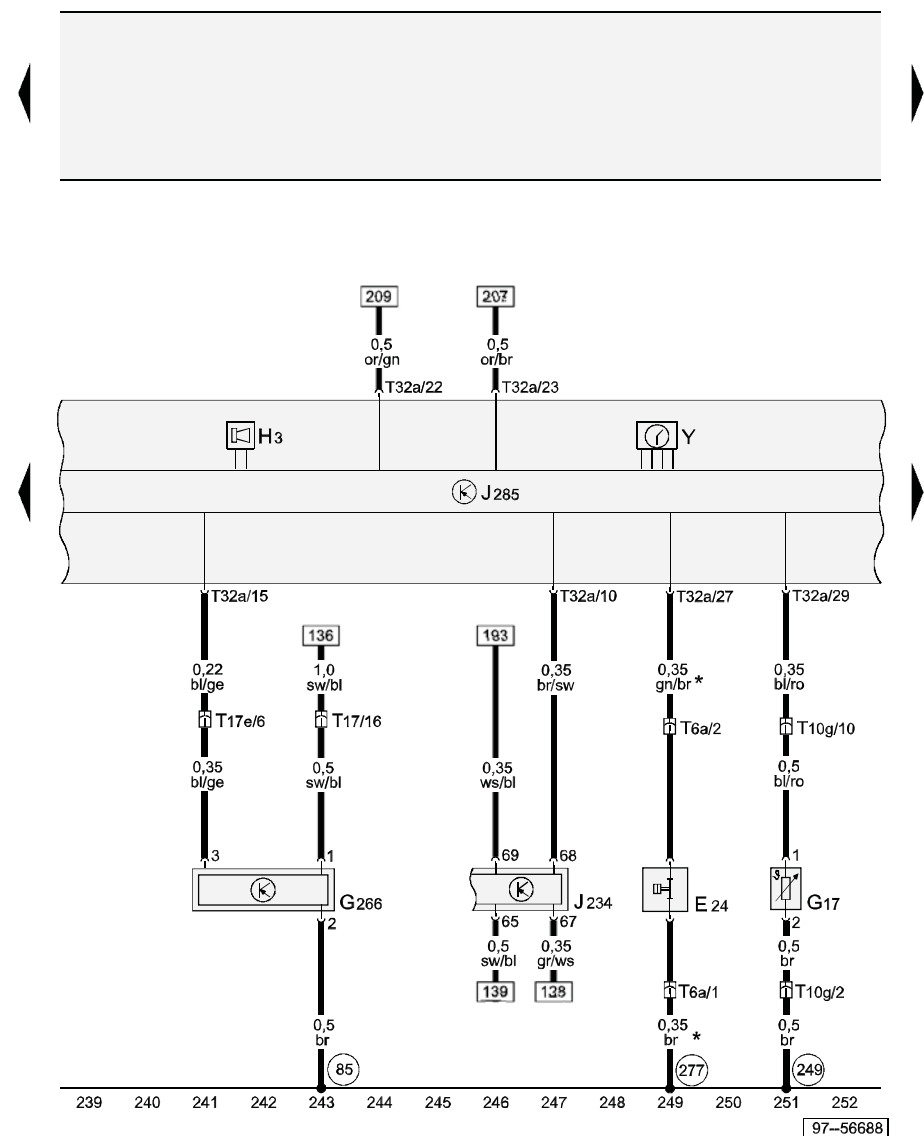 209 207
0,5 0,5
or/gn or/br
T32a/22 T32a/23
H3 Y
J285
T32a/15 T32a/10 T32a/27 T32a/29
136 193
0,22 1,0 0,35 0,35 0,35
bl/ge sw/bl br/sw gn/br * bl/ro
T17e/6 T17/16 T6a/2 T10g/10
0,35 0,5 0,35 0,5
bl/ge sw/bl ws/bl bl/ro
3 1 69 68 1
G266 J234 E24 G17
2 65 67 2
0,5 0,35 0,5
sw/bl gr/ws br
139 128 T6a/1 T10g/2
0,5 0,35 0,5
br br * br
85 277 249
239 240 241 242 243 244 245 246 247 248 249 250 251 252
97--56688